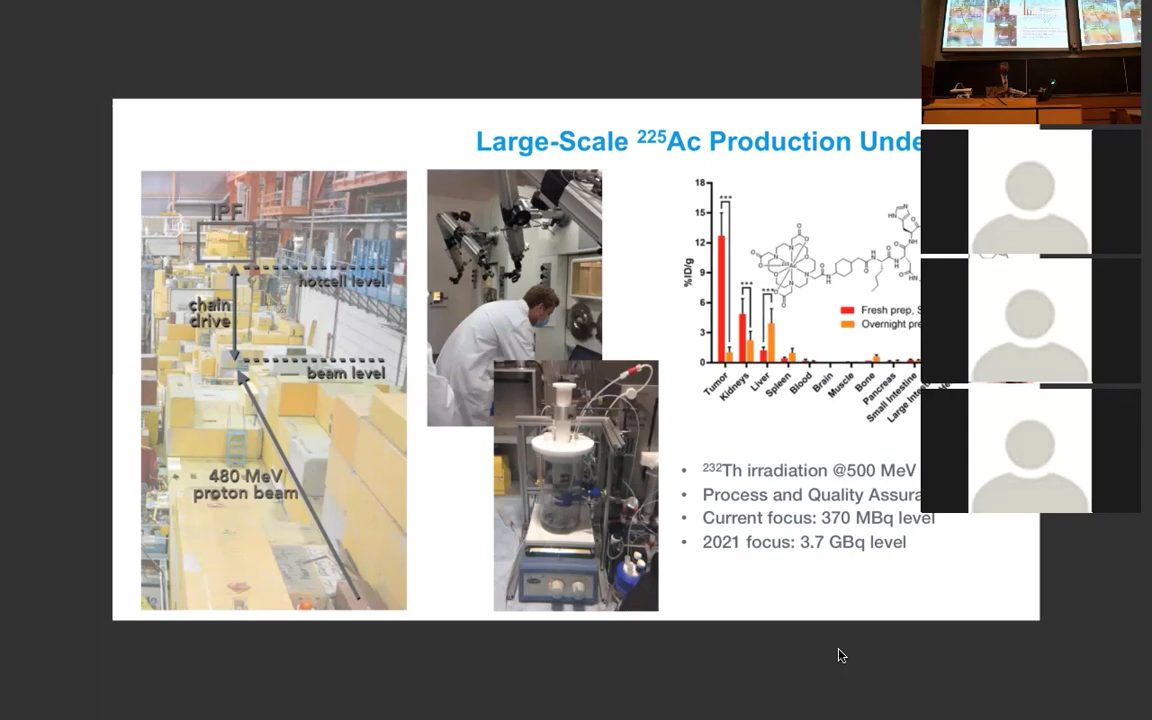 Large-Scale ²²⁵Ac Production Unde
IPF
hotcell level
chain
drive
beam level
480 MeV
proton beam
18
15
12
9
6
3
0
%ID/g
***
***
***
Fresh prep, S
Overnight pre
Tumor
Kidneys
Liver
Spleen
Blood
Brain
Muscle
Bone
Pancreas
Small Intestine
Large
• ²³²Th irradiation @500 MeV
• Process and Quality Assura
• Current focus: 370 MBq level
• 2021 focus: 3.7 GBq level